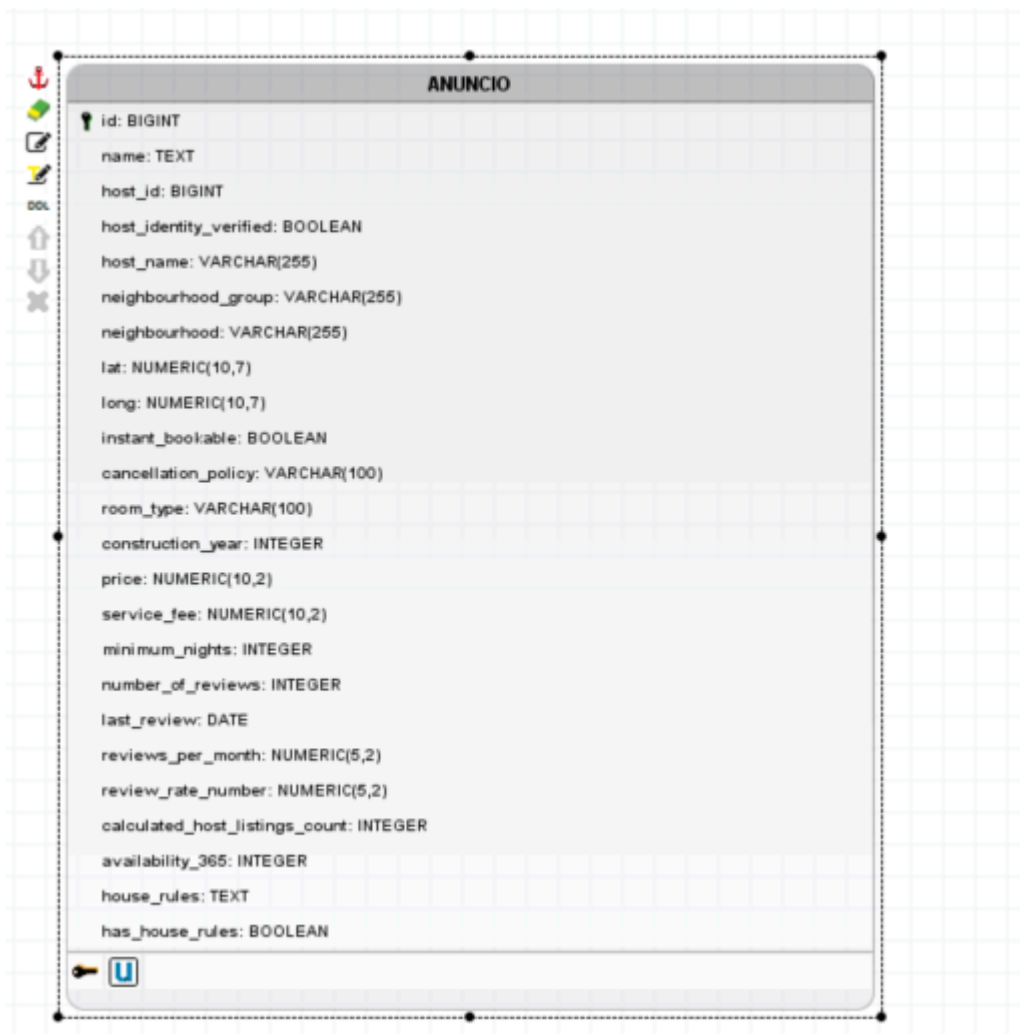 ANUNCIO
id: BIGINT
name: TEXT
host_id: BIGINT
host_identity_verified: BOOLEAN
host_name: VARCHAR(255)
neighbourhood_group: VARCHAR(255)
neighbourhood: VARCHAR(255)
lat: NUMERIC(10,7)
long: NUMERIC(10,7)
instant_bookable: BOOLEAN
cancellation_policy: VARCHAR(100)
room_type: VARCHAR(100)
construction_year: INTEGER
price: NUMERIC(10,2)
service_fee: NUMERIC(10,2)
minimum_nights: INTEGER
number_of_reviews: INTEGER
last_review: DATE
reviews_per_month: NUMERIC(5,2)
review_rate_number: NUMERIC(5,2)
calculated_host_listings_count: INTEGER
availability_365: INTEGER
house_rules: TEXT
has_house_rules: BOOLEAN
U
DDL